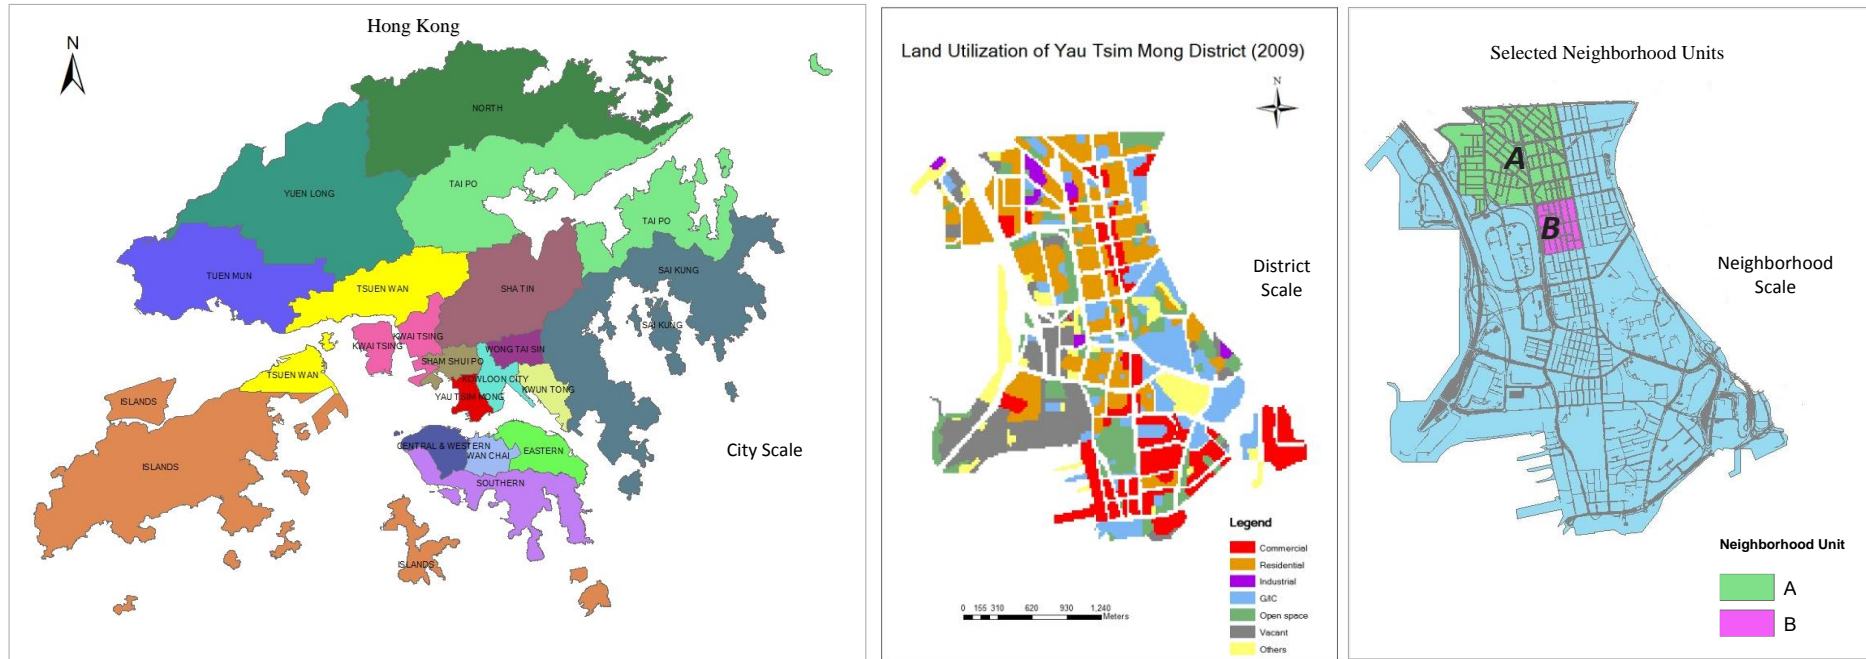 Hong Kong
N
NORTH
YUEN LONG
TAI PO
TAI PO
TUEN MUN
TSUEN WAN
SHA TIN
SAI KUNG
SAI KUNG
KWAI TSING
KWAI TSING
WONG TAI SIN
SHAM SHUI PO
TSUEN WAN
KOWLOON CITY
KWUN TONG
YAU TSIM MONG
ISLANDS
CENTRAL & WESTERN
WAN CHAI
EASTERN
ISLANDS
SOUTHERN
ISLANDS
City Scale
Land Utilization of Yau Tsim Mong District (2009)
N
District
Scale
Legend
Commercial
Residential
Industrial
G/IC
Open space
Vacant
Others
0 155 310 620 930 1,240
Meters
Selected Neighborhood Units
A
B
Neighborhood
Scale
Neighborhood Unit
A
B